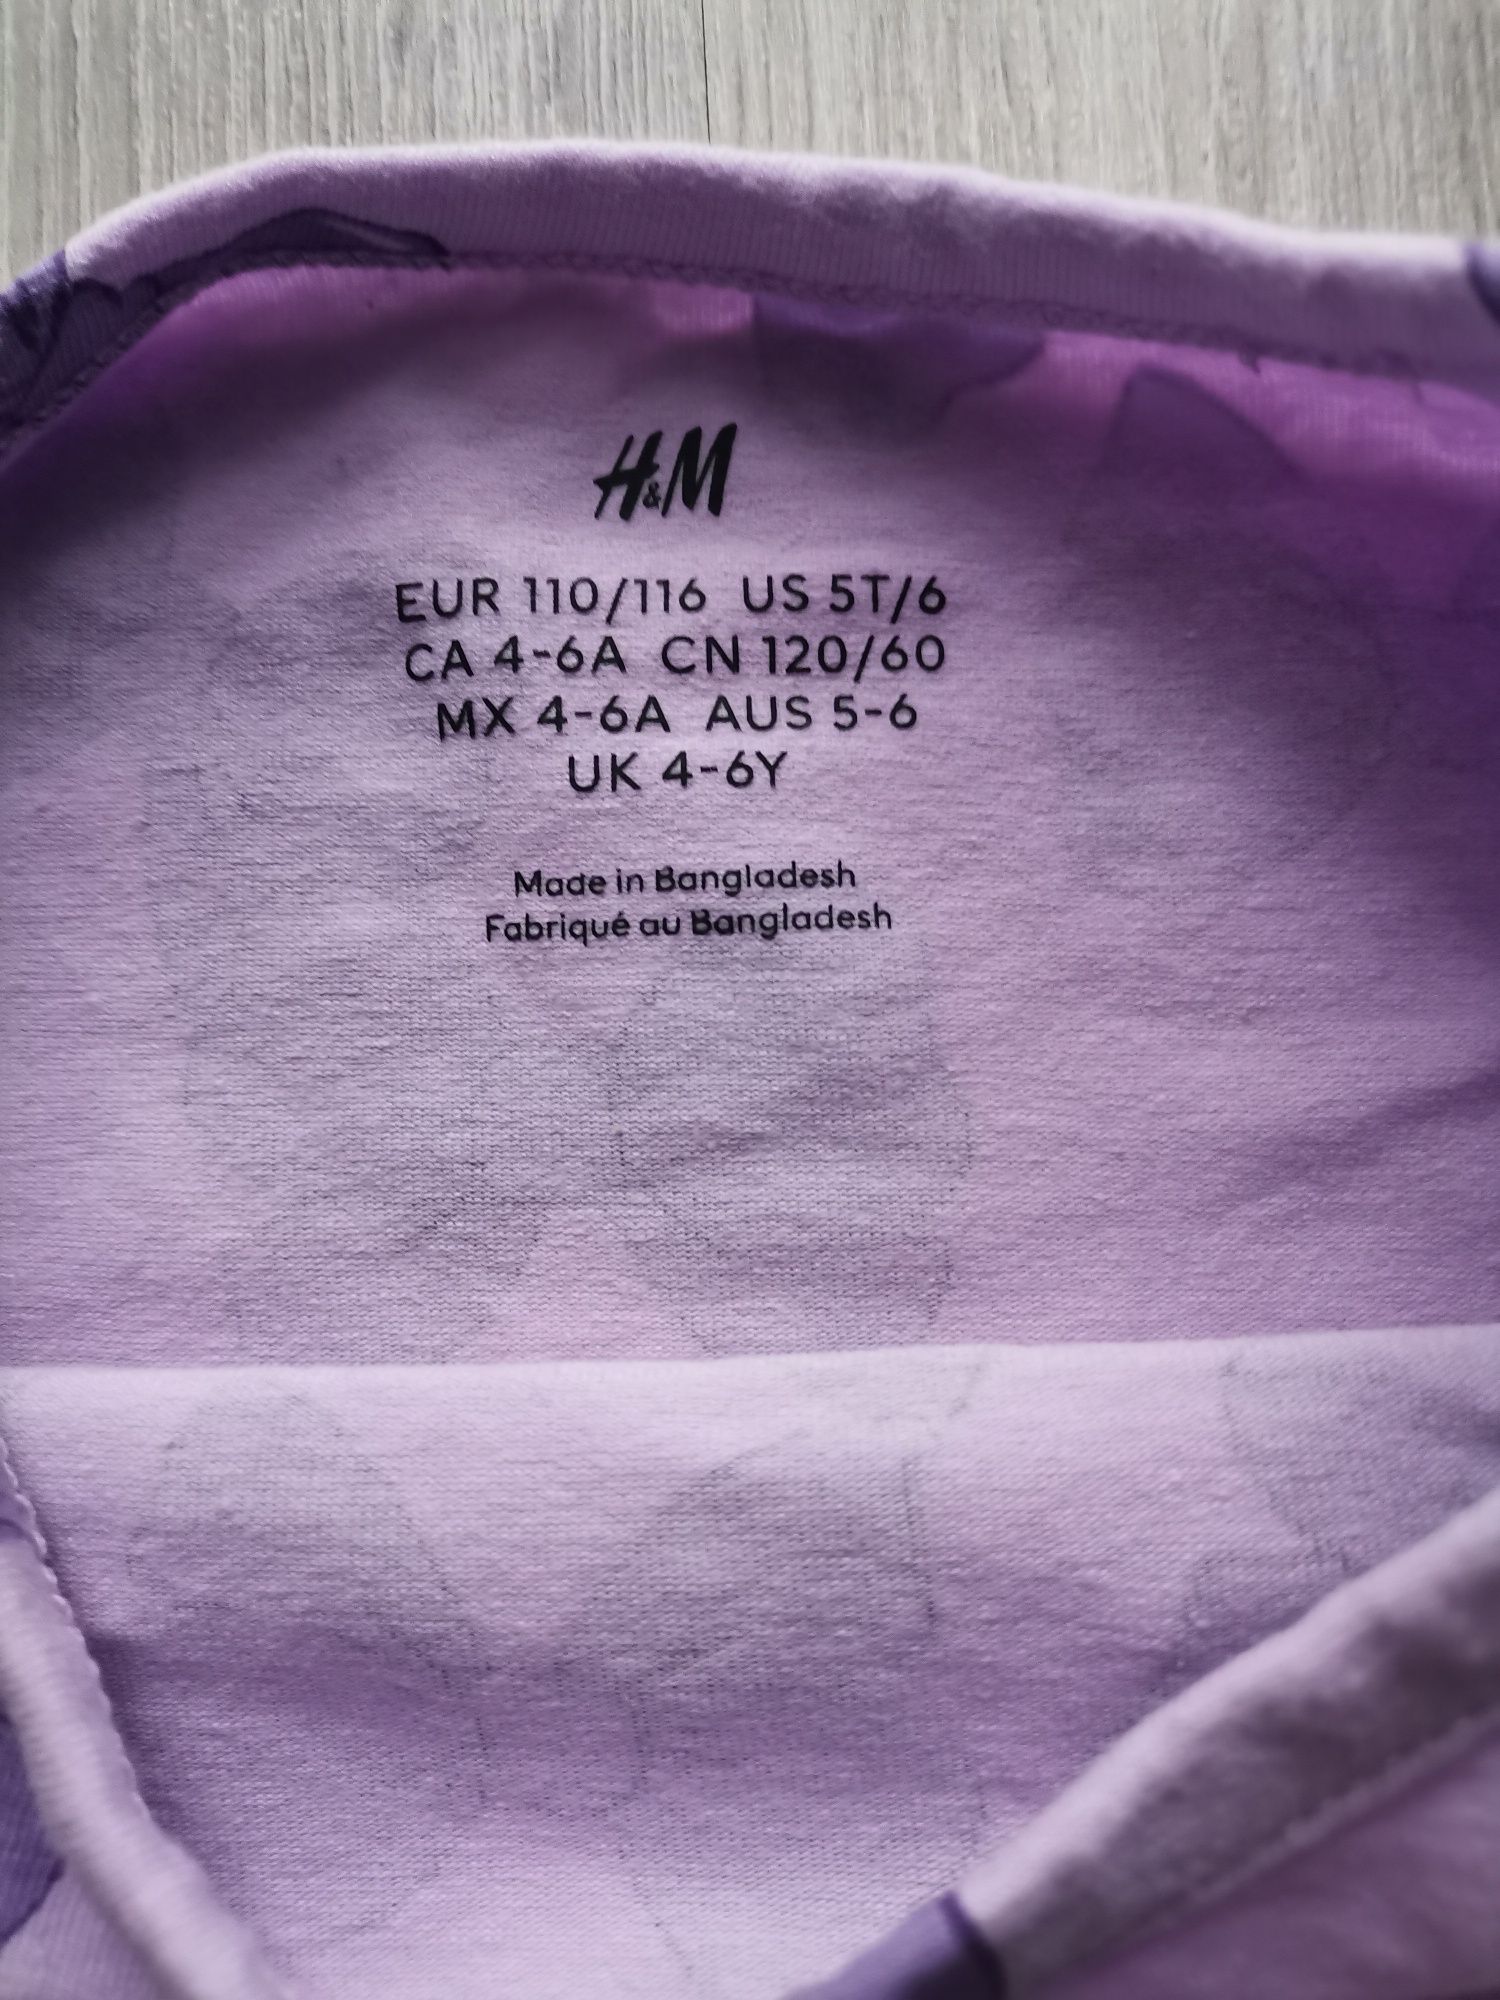 H&M
EUR 110/116 US 5T/6
CA 4-6A CN 120/60
MX 4-6A AUS 5-6
UK 4-6Y
Made in Bangladesh
Fabriqué au Bangladesh